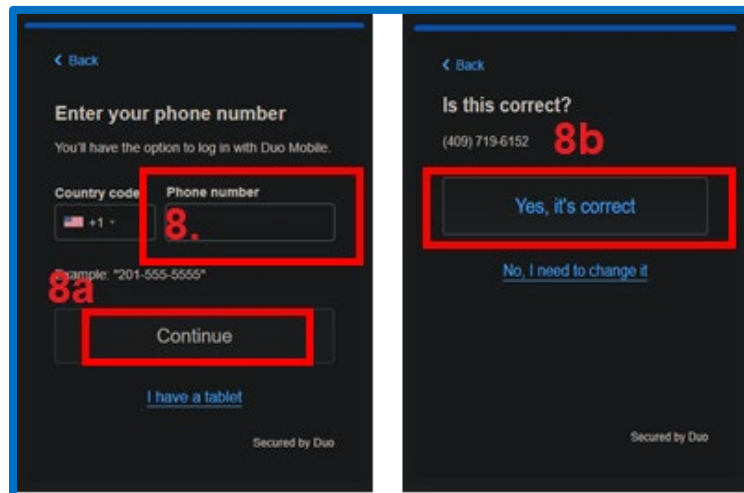 < Back
Enter your phone number
You'll have the option to log in with Duo Mobile.
Country code Phone number
+1
8.
Example: "201-555-5555"
8a
Continue
I have a tablet
Secured by Duo
< Back
Is this correct?
(409) 719-6152
8b
Yes, it's correct
No, I need to change it
Secured by Duo